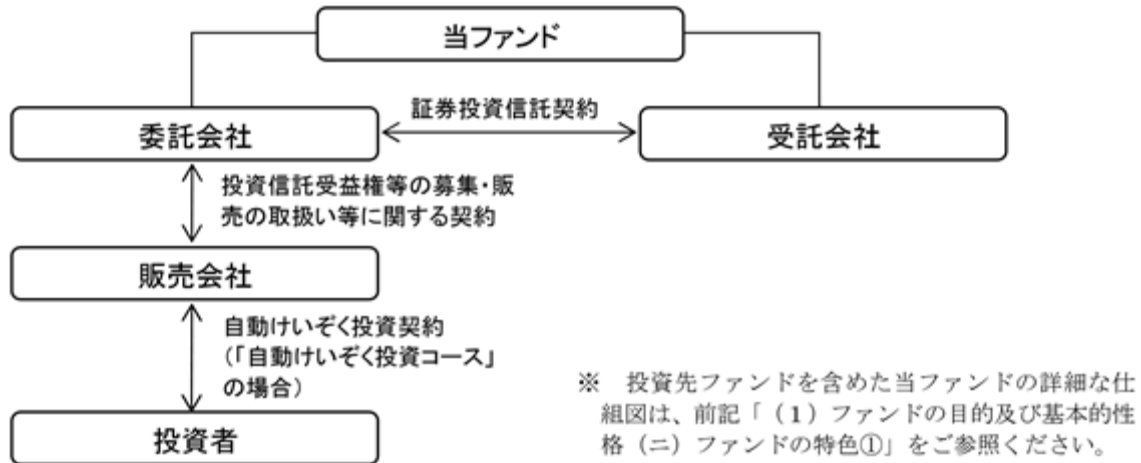 当ファンド
証券投資信託契約
委託会社
受託会社
投資信託受益権等の募集・販
売の取扱い等に関する契約
販売会社
自動けいぞく投資契約
（「自動けいぞく投資コース」
の場合）
※　投資先ファンドを含めた当ファンドの詳細な仕
組図は、前記「（1）ファンドの目的及び基本的性
格（ニ）ファンドの特色①」をご参照ください。
投資者